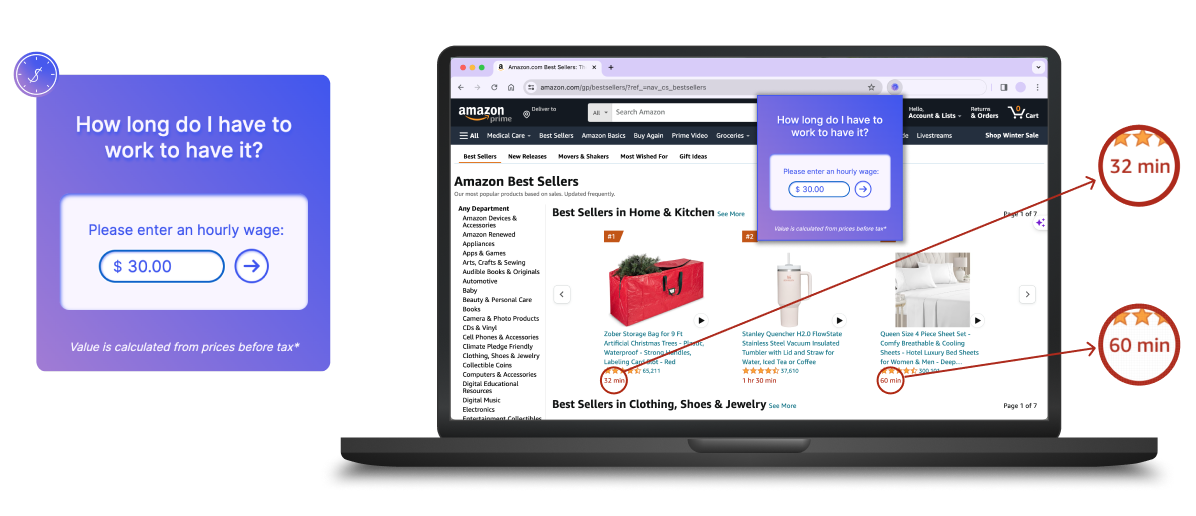 How long do I have to
work to have it?
Please enter an hourly wage:
$ 30.00
Value is calculated from prices before tax*
Amazon.com Best Sellers: Th
amazon.com/gp/bestsellers/?ref_=nav_cs_bestsellers
amazon
prime
Deliver to
All
Search Amazon
Hello,
Account & Lists
Returns
& Orders
0
Cart
All
Medical Care
Best Sellers
Amazon Basics
Buy Again
Prime Video
Groceries
Livestreams
Shop Winter Sale
How long do I have to
work to have it?
Please enter an hourly wage:
$ 30.00
Value is calculated from prices before tax*
Best Sellers
New Releases
Movers & Shakers
Most Wished For
Gift Ideas
Amazon Best Sellers
Our most popular products based on sales. Updated frequently.
Any Department
Amazon Devices &
Accessories
Amazon Renewed
Appliances
Apps & Games
Arts, Crafts & Sewing
Audible Books & Originals
Automotive
Baby
Beauty & Personal Care
Books
Camera & Photo Products
CDs & Vinyl
Cell Phones & Accessories
Climate Pledge Friendly
Clothing, Shoes & Jewelry
Collectible Coins
Computers & Accessories
Digital Educational
Resources
Digital Music
Electronics
Entertainment Collectibles
Best Sellers in Home & Kitchen See More
Page 1 of 7
#1
Zober Storage Bag for 9 Ft
Artificial Christmas Trees - Plastic,
Waterproof - Strong Handles,
Labeling Card Slot - Red
65,211
32 min
#2
Stanley Quencher H2.0 FlowState
Stainless Steel Vacuum Insulated
Tumbler with Lid and Straw for
Water, Iced Tea or Coffee
37,610
1 hr 30 min
Queen Size 4 Piece Sheet Set -
Comfy Breathable & Cooling
Sheets - Hotel Luxury Bed Sheets
for Women & Men - Deep...
60 min
Best Sellers in Clothing, Shoes & Jewelry See More
Page 1 of 7
32 min
60 min